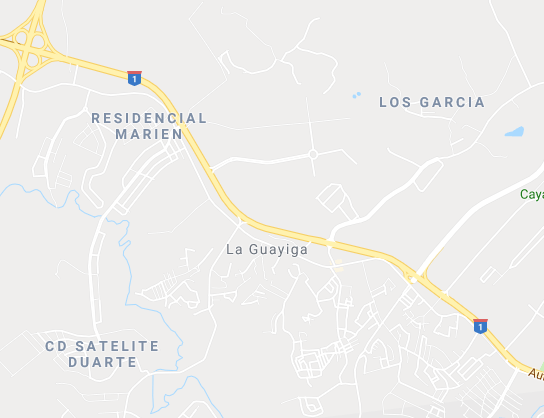 1
LOS GARCIA
RESIDENCIAL
MARIEN
Caya
La Guayiga
1
CD SATELITE
DUARTE
Au